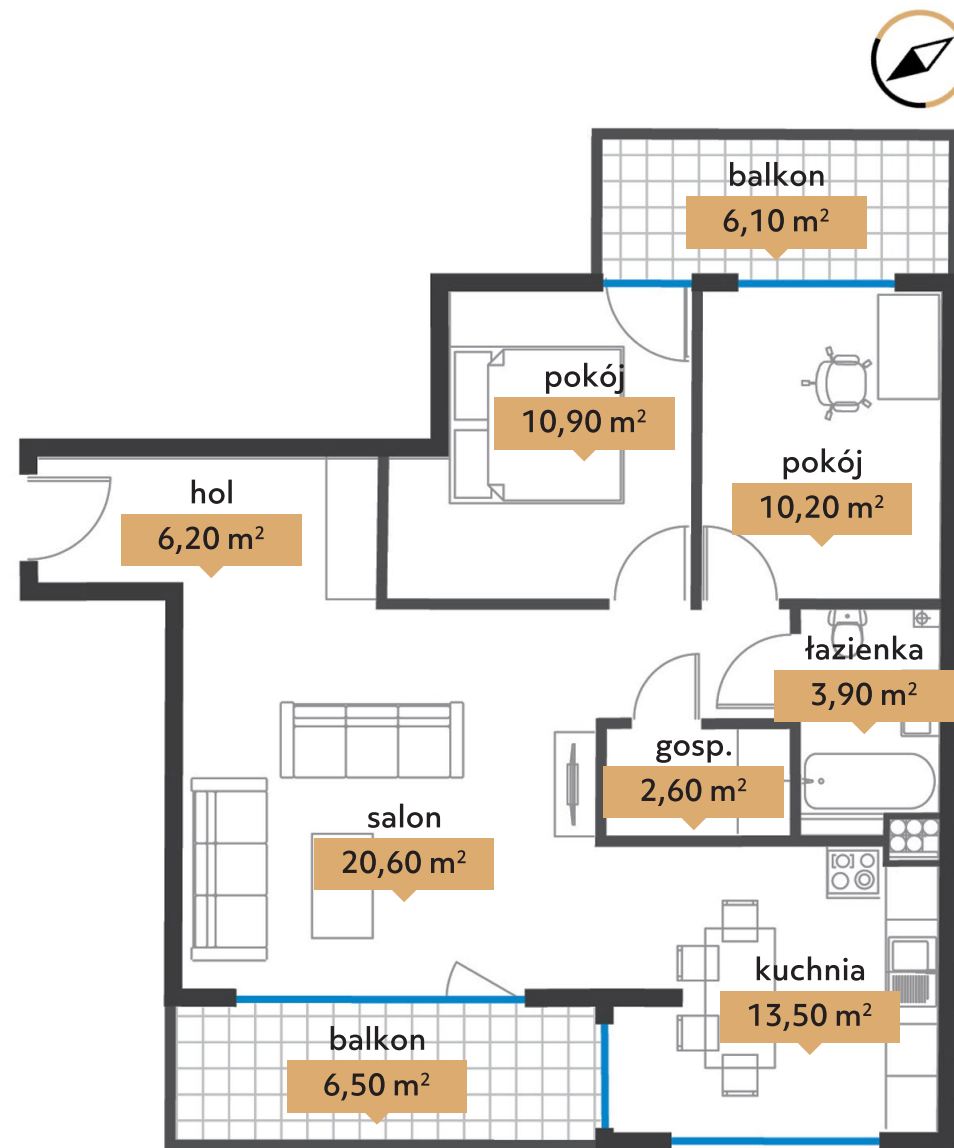 balkon
6,10 m²
pokój
10,90 m²
pokój
10,20 m²
hol
6,20 m²
łazienka
3,90 m²
gosp.
2,60 m²
salon
20,60 m²
kuchnia
13,50 m²
balkon
6,50 m²